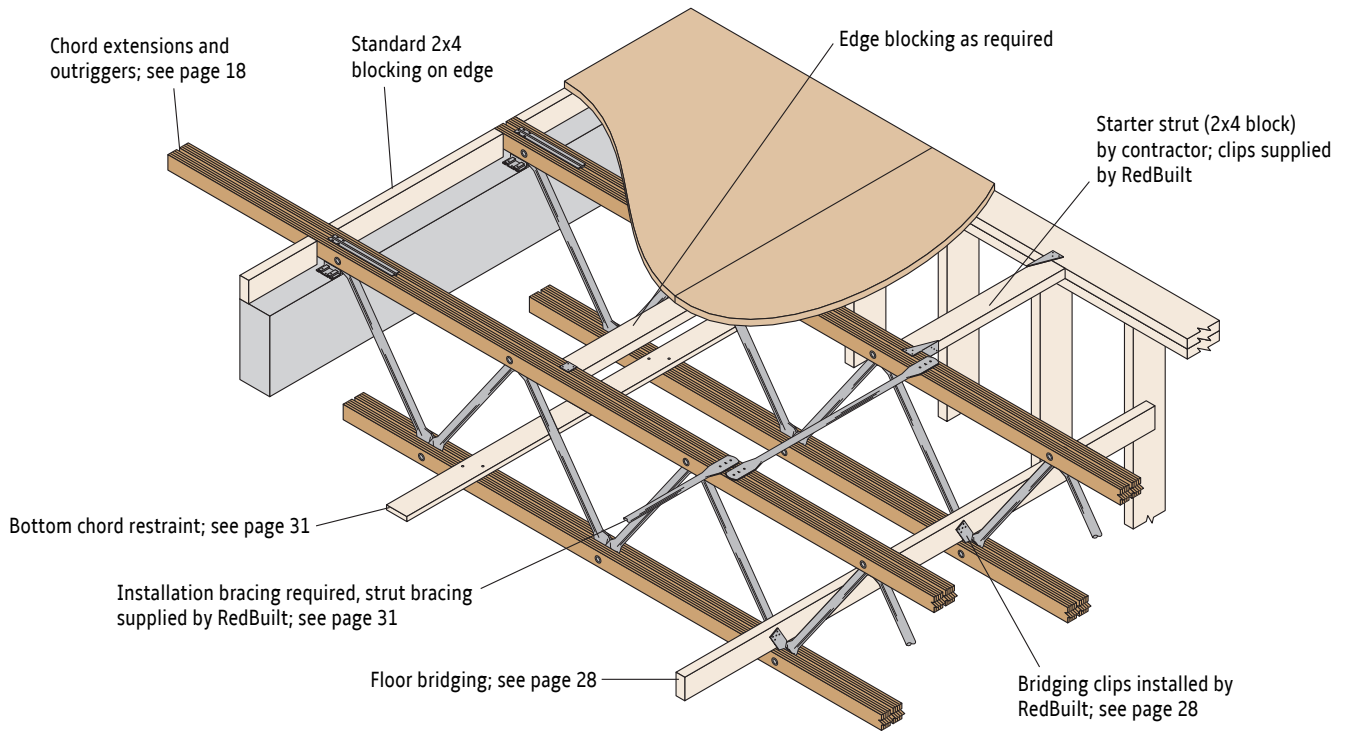 Chord extensions and
outriggers; see page 18
Standard 2x4
blocking on edge
Edge blocking as required
Starter strut (2x4 block)
by contractor; clips supplied
by RedBuilt
Bottom chord restraint; see page 31
Installation bracing required, strut bracing
supplied by RedBuilt; see page 31
Floor bridging; see page 28
Bridging clips installed by
RedBuilt; see page 28